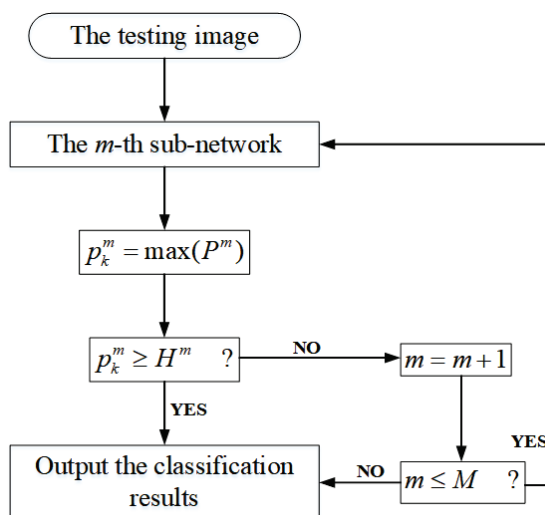 The testing image
The m-th sub-network
p_k^m = max(P^m)
p_k^m ≥ H^m ?
NO
m = m+1
YES
YES
Output the classification
results
NO
m ≤ M ?